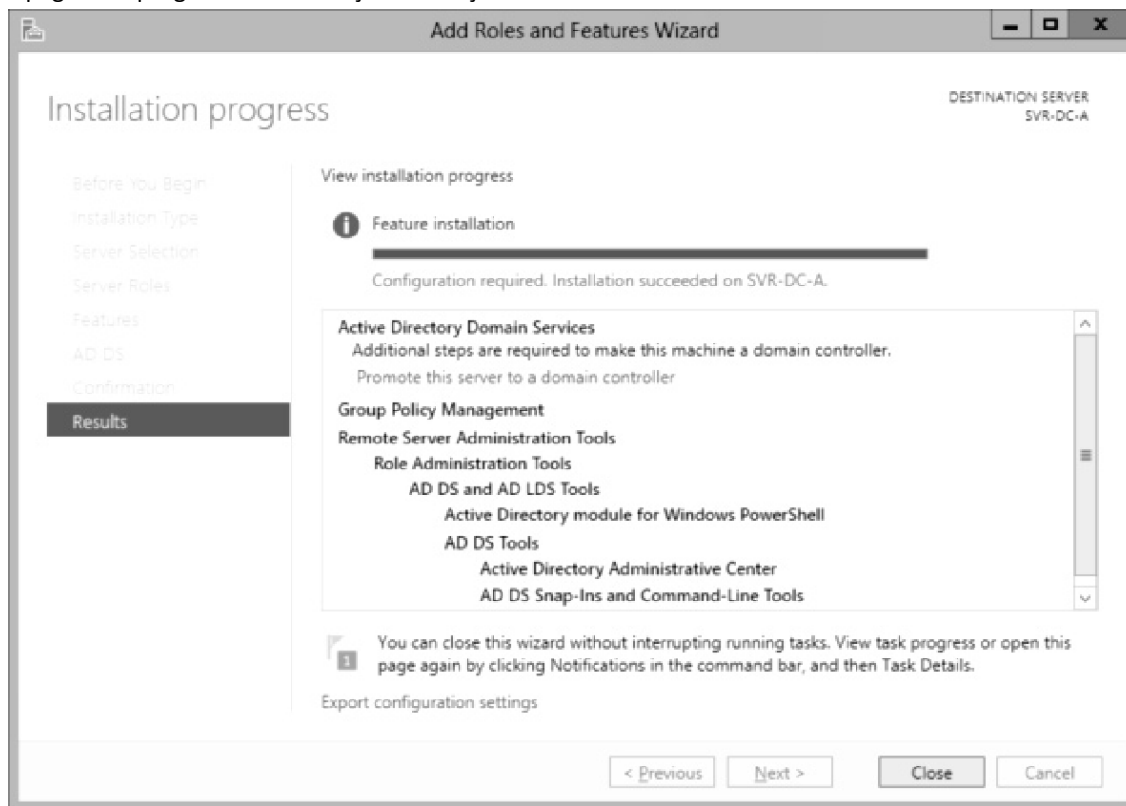 Add Roles and Features Wizard
Installation progress
DESTINATION SERVER
SVR-DC-A
Before You Begin
Installation Type
Server Selection
Server Roles
Features
AD DS
Confirmation
Results
View installation progress
Feature installation
Configuration required. Installation succeeded on SVR-DC-A.
Active Directory Domain Services
Additional steps are required to make this machine a domain controller.
Promote this server to a domain controller
Group Policy Management
Remote Server Administration Tools
Role Administration Tools
AD DS and AD LDS Tools
Active Directory module for Windows PowerShell
AD DS Tools
Active Directory Administrative Center
AD DS Snap-Ins and Command-Line Tools
1
You can close this wizard without interrupting running tasks. View task progress or open this
page again by clicking Notifications in the command bar, and then Task Details.
Export configuration settings
< Previous
Next >
Close
Cancel